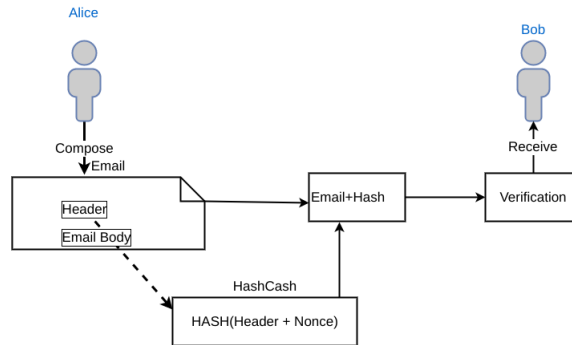 Alice
Bob
Compose
Receive
Email
Header
Email+Hash
Verification
Email Body
HashCash
HASH(Header + Nonce)